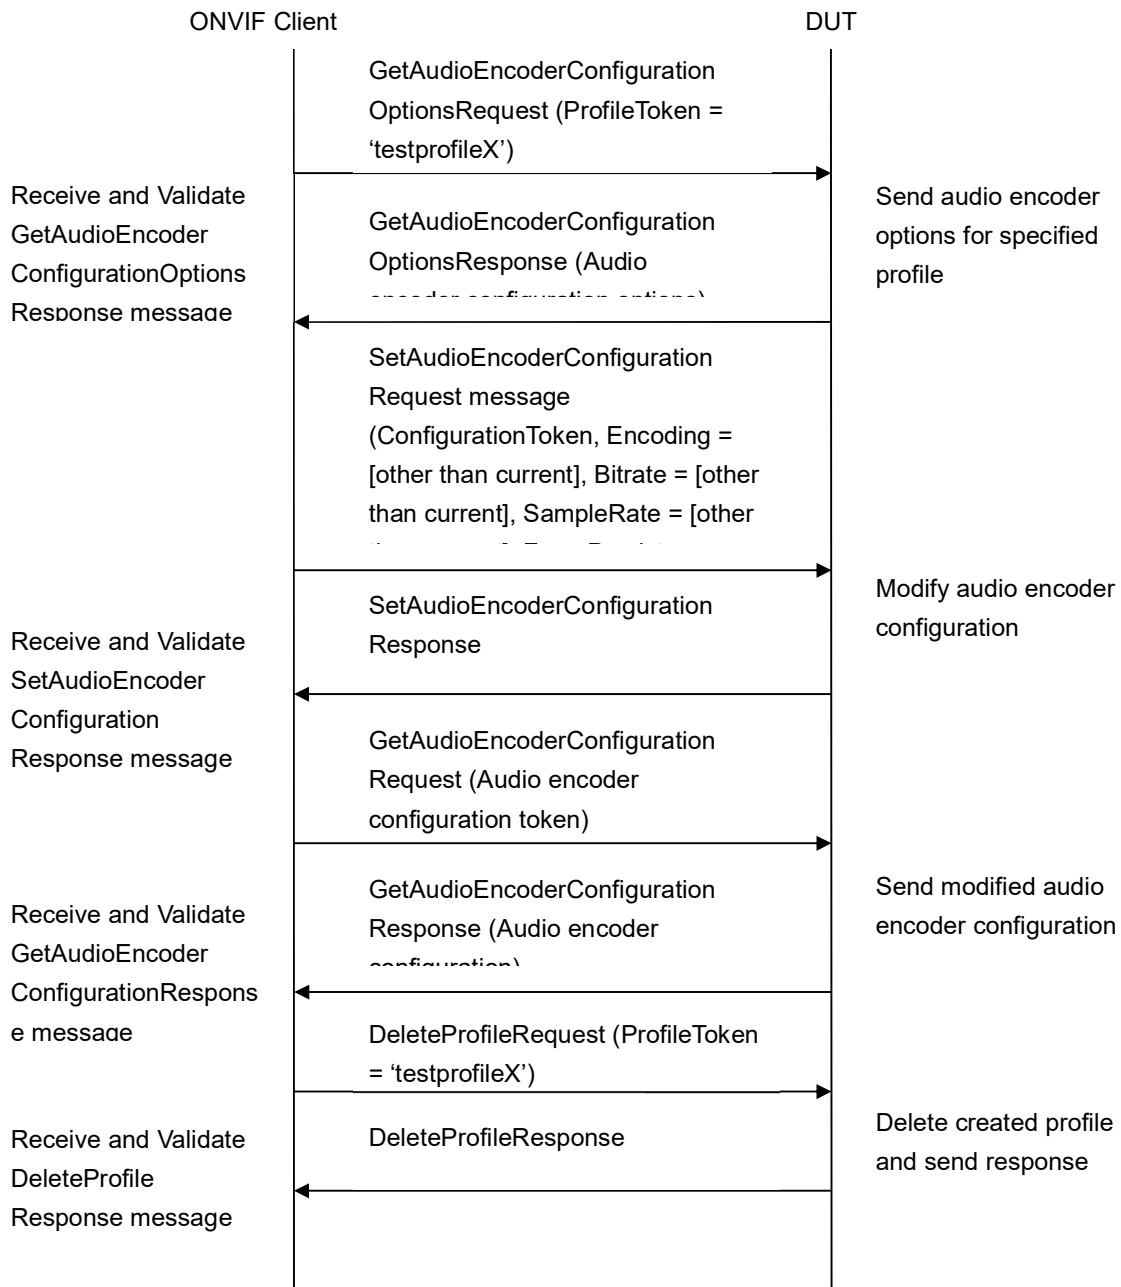 ONVIF Client
DUT
GetAudioEncoderConfiguration
OptionsRequest (ProfileToken =
‘testprofileX’)
Receive and Validate
GetAudioEncoder
ConfigurationOptions
Response message
GetAudioEncoderConfiguration
OptionsResponse (Audio
encoder configuration options)
Send audio encoder
options for specified
profile
SetAudioEncoderConfiguration
Request message
(ConfigurationToken, Encoding =
[other than current], Bitrate = [other
than current], SampleRate = [other
Modify audio encoder
configuration
SetAudioEncoderConfiguration
Response
Receive and Validate
SetAudioEncoder
Configuration
Response message
GetAudioEncoderConfiguration
Request (Audio encoder
configuration token)
Send modified audio
encoder configuration
GetAudioEncoderConfiguration
Response (Audio encoder
configuration)
Receive and Validate
GetAudioEncoder
ConfigurationRespons
e message
DeleteProfileRequest (ProfileToken
= ‘testprofileX’)
Delete created profile
and send response
DeleteProfileResponse
Receive and Validate
DeleteProfile
Response message